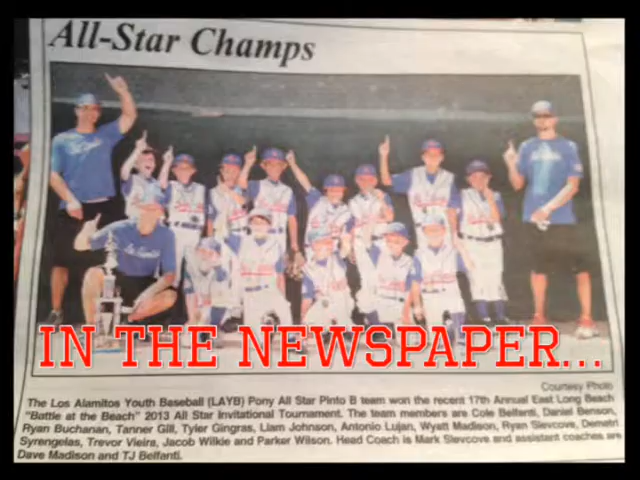 All-Star Champs
IN THE NEWSPAPER...
Courtesy Photo
The Los Alamitos Youth Baseball (LAYB) Pony All Star Pinto B team won the recent 17th Annual East Long Beach
"Battle at the Beach" 2013 All Star Invitational Tournament. The team members are Cole Belfanti, Daniel Benson,
Ryan Buchanan, Tanner Gill, Tyler Gingras, Liam Johnson, Antonio Lujan, Wyatt Madison, Ryan Slevcove, Demetri
Syrengelas, Trevor Vieira, Jacob Wilkie and Parker Wilson. Head Coach is Mark Slevcove and assistant coaches are
Dave Madison and TJ Belfanti.